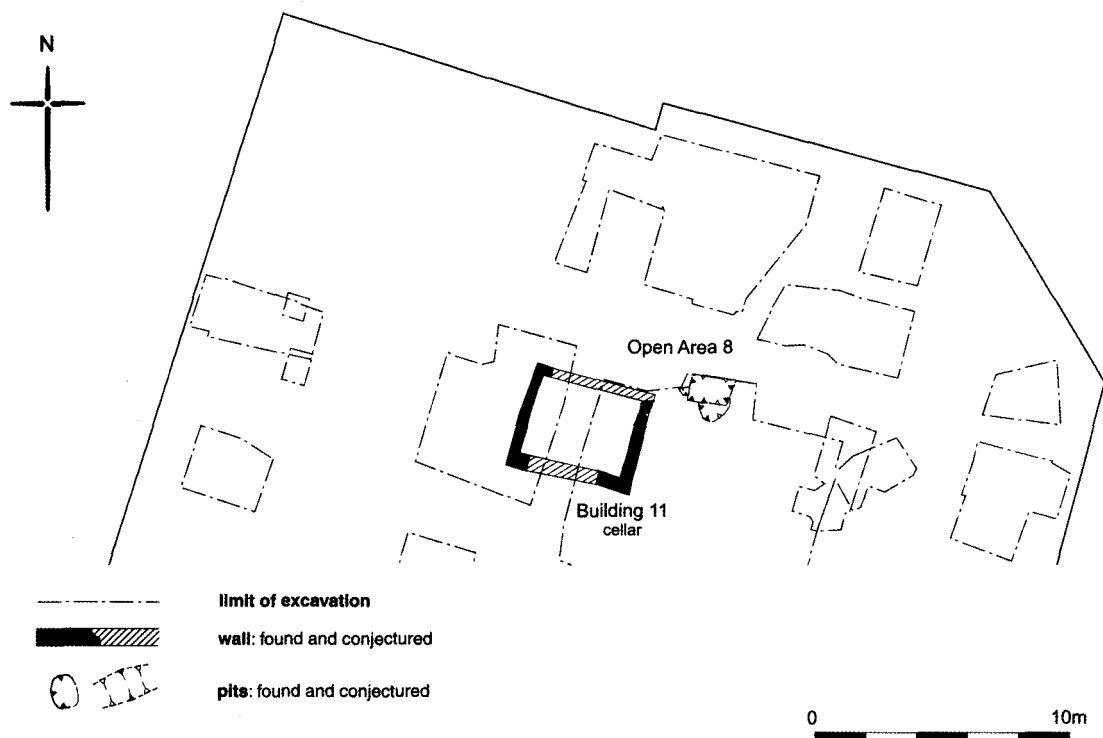 N
Open Area 8
Building 11
cellar
limit of excavation
wall: found and conjectured
pits: found and conjectured
0 10m